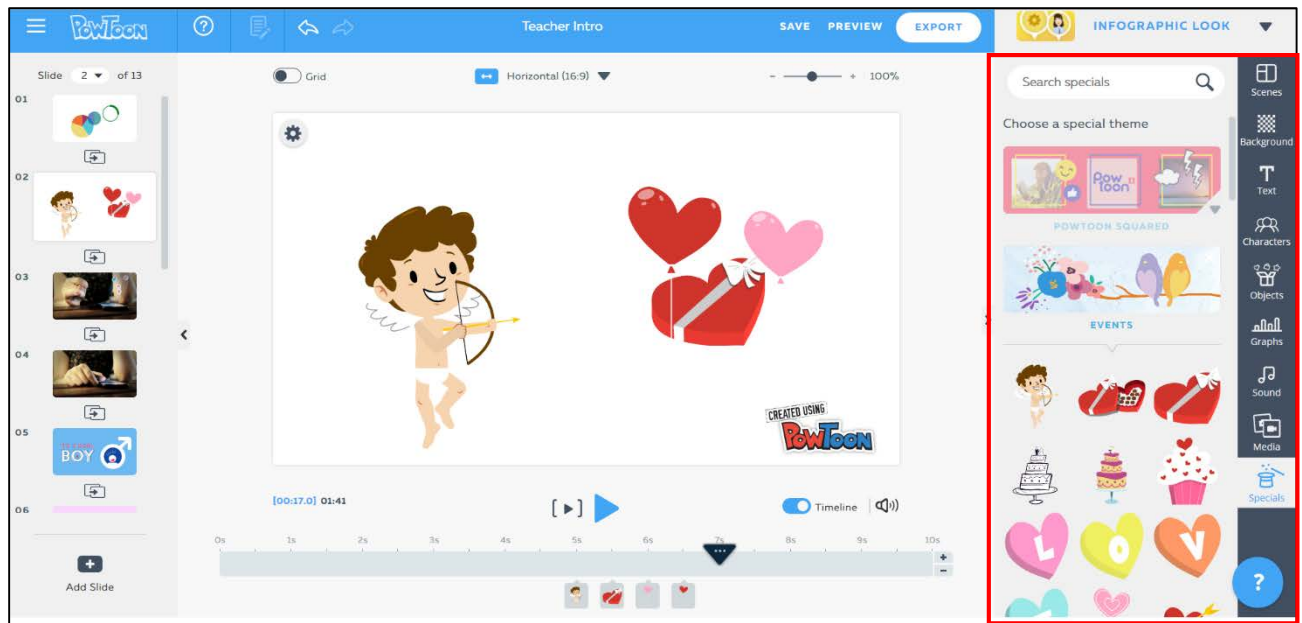 POWTOON
?
Teacher Intro
SAVE PREVIEW EXPORT
INFOGRAPHIC LOOK
Slide 2 of 13
Grid
Horizontal (16:9)
- + 100%
01
02
03
04
05
BOY
06
Add Slide
CREATED USING
POWTOON
[00:17.0] 01:41
Timeline
0s 1s 2s 3s 4s 5s 6s 7s 8s 9s 10s
+
-
Search specials
Choose a special theme
Pow
toon
POWTOON SQUARED
EVENTS
L O V
Scenes
Background
Text
Characters
Objects
Graphs
Sound
Media
Specials
?